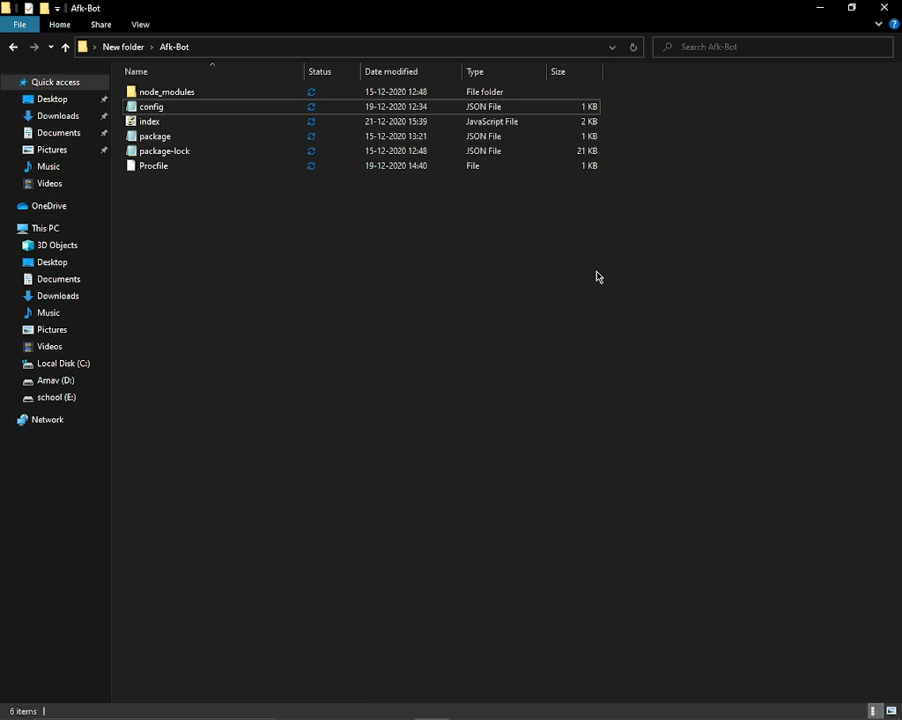 Afk-Bot
File Home Share View
New folder > Afk-Bot Search Afk-Bot
Name Status Date modified Type Size
node_modules 15-12-2020 12:48 File folder
config 19-12-2020 12:34 JSON File 1 KB
index 21-12-2020 15:39 JavaScript File 2 KB
package 15-12-2020 13:21 JSON File 1 KB
package-lock 15-12-2020 12:48 JSON File 21 KB
Procfile 19-12-2020 14:40 File 1 KB
Quick access
Desktop
Downloads
Documents
Pictures
Music
Videos
OneDrive
This PC
3D Objects
Desktop
Documents
Downloads
Music
Pictures
Videos
Local Disk (C:)
Arnav (D:)
school (E:)
Network
6 items